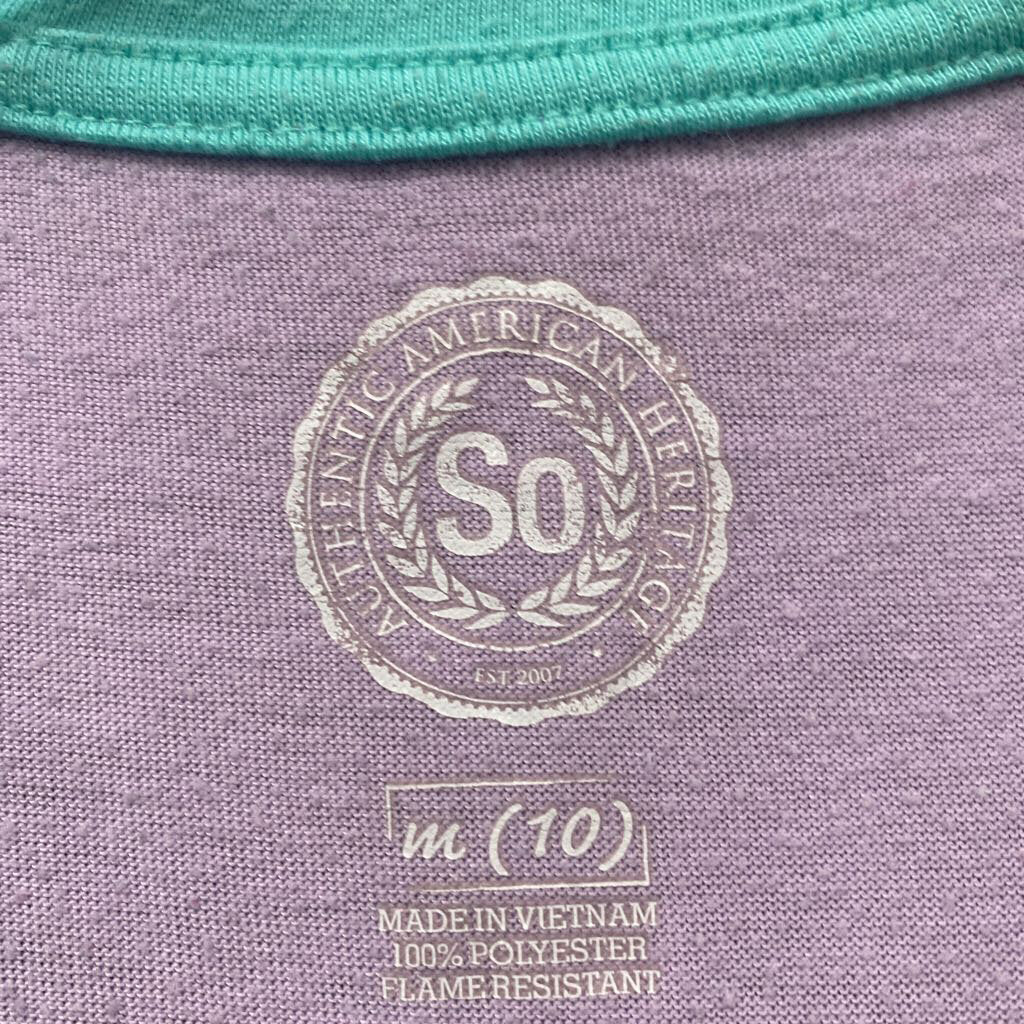 AUTHENTIC AMERICAN HERITAGE
So
EST. 2007
m (10)
MADE IN VIETNAM
100% POLYESTER
FLAME RESISTANT